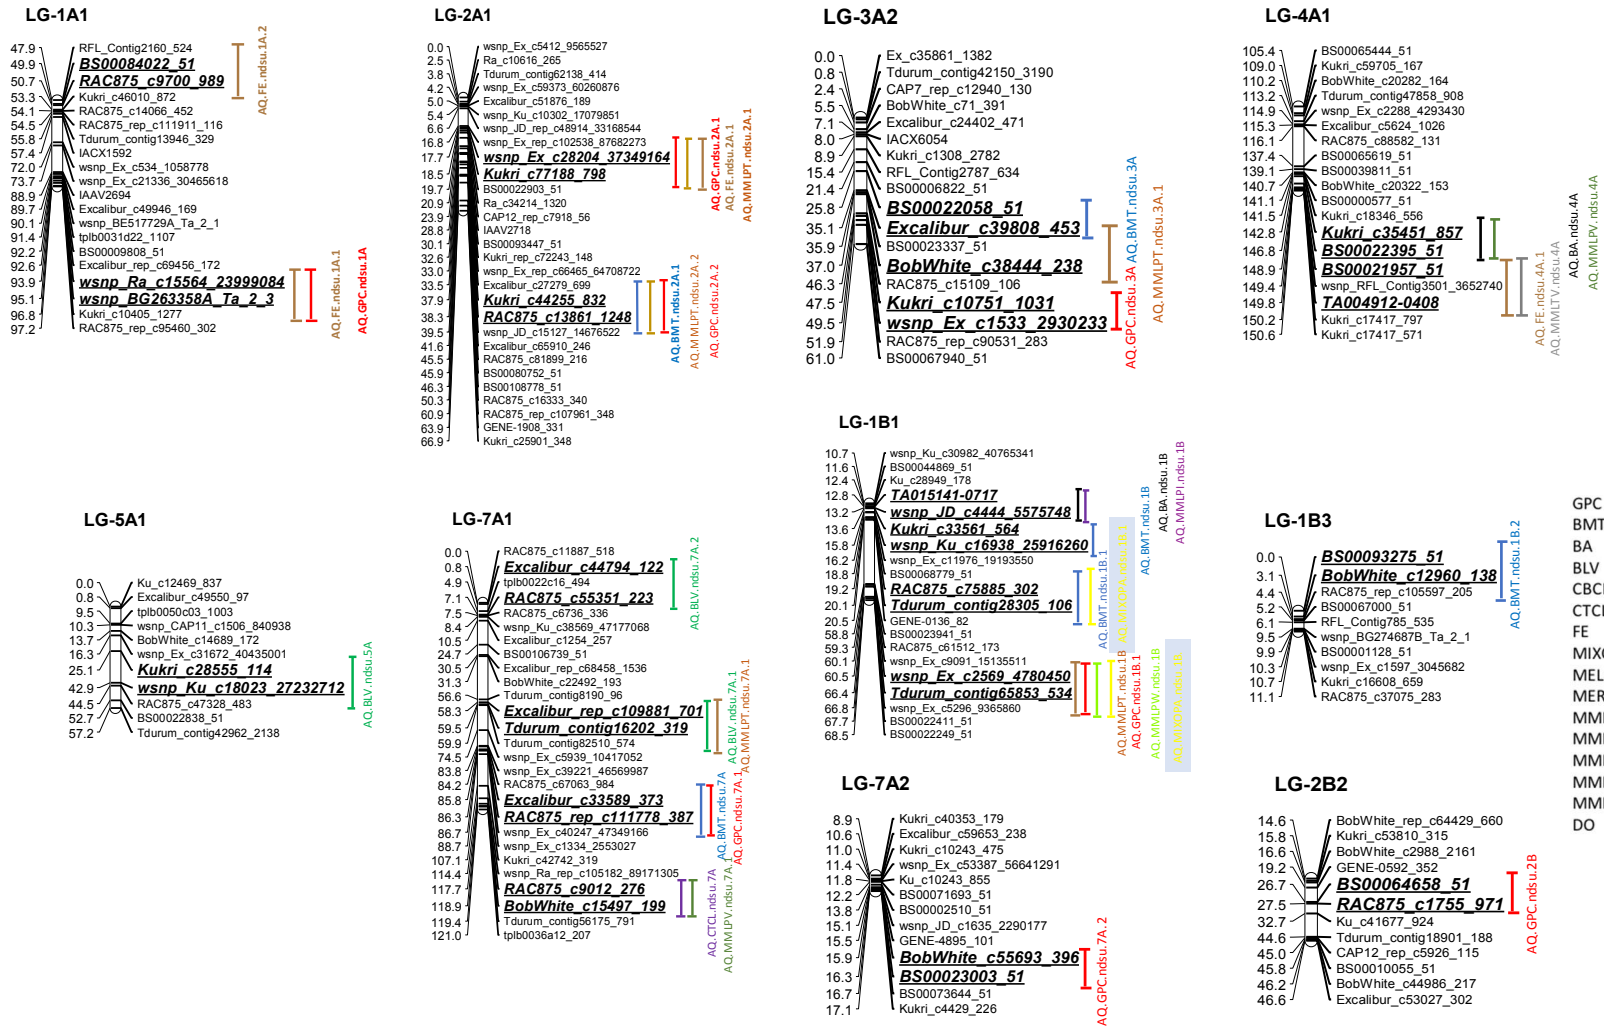 LG-1A1
47.9 RFL_Contig2160_524
49.9 BS00084022_51
50.7 RAC875_c9700_989
53.3 Kukri_c46010_872
54.1 RAC875_c14066_452
54.5 RAC875_rep_c111911_116
55.8 Tdurum_contig13946_329
57.4 IACX1592
72.0 wsnp_Ex_c534_1058778
73.7 wsnp_Ex_c21336_30465618
88.9 IAAV2694
89.7 Excalibur_c49946_169
90.1 wsnp_BE517729A_Ta_2_1
91.4 tplb0031d22_1107
92.2 BS00009808_51
92.6 Excalibur_rep_c69456_172
93.9 wsnp_Ra_c15564_23999084
95.1 wsnp_BG263358A_Ta_2_3
96.8 Kukri_c10405_1277
97.2 RAC875_rep_c95460_302
AQ.FE.ndsu.1A.2
AQ.FE.ndsu.1A.1
AQ.GPC.ndsu.1A
LG-2A1
0.0 wsnp_Ex_c5412_9565527
2.5 Ra_c10616_265
3.8 Tdurum_contig62138_414
4.2 wsnp_Ex_c59373_60260876
5.0 Excalibur_c51876_189
5.4 wsnp_Ku_c10302_17079851
6.6 wsnp_JD_rep_c48914_33168544
16.8 wsnp_Ex_rep_c102538_87682273
17.7 wsnp_Ex_c28204_37349164
18.5 Kukri_c77188_798
19.7 BS00022903_51
20.9 Ra_c34214_1320
23.9 CAP12_rep_c7918_56
28.8 IAAV2718
30.1 BS00093447_51
32.6 Kukri_rep_c72243_148
33.0 wsnp_Ex_rep_c66465_64708722
33.5 Excalibur_c27279_699
37.9 Kukri_c44255_832
38.3 RAC875_c13861_1248
39.5 wsnp_JD_c15127_14676522
41.6 Excalibur_c65910_246
45.5 RAC875_c81899_216
45.9 BS00080752_51
46.3 BS00108778_51
50.3 RAC875_c16333_340
60.9 RAC875_rep_c107961_348
63.9 GENE-1908_331
66.9 Kukri_c25901_348
AQ.GPC.ndsu.2A.1
AQ.FE.ndsu.2A.1
AQ.MMLPT.ndsu.2A.1
AQ.BMT.ndsu.2A.1
AQ.MMLPT.ndsu.2A.2
AQ.GPC.ndsu.2A.2
LG-3A2
0.0 Ex_c35861_1382
0.8 Tdurum_contig42150_3190
2.4 CAP7_rep_c12940_130
5.5 BobWhite_c71_391
7.1 Excalibur_c24402_471
8.0 IACX6054
8.9 Kukri_c1308_2782
15.4 RFL_Contig2787_634
21.4 BS00006822_51
25.8 BS00022058_51
35.1 Excalibur_c39808_453
35.9 BS00023337_51
37.0 BobWhite_c38444_238
46.3 RAC875_c15109_106
47.5 Kukri_c10751_1031
49.5 wsnp_Ex_c1533_2930233
51.9 RAC875_rep_c90531_283
61.0 BS00067940_51
AQ.GPC.ndsu.3A
AQ.BMT.ndsu.3A
AQ.MMLPT.ndsu.3A.1
LG-4A1
105.4 BS00065444_51
109.0 Kukri_c59705_167
110.2 BobWhite_c20282_164
113.2 Tdurum_contig47858_908
114.9 wsnp_Ex_c2288_4293430
115.3 Excalibur_c5624_1026
116.1 RAC875_c88582_131
137.4 BS00065619_51
139.1 BS00039811_51
140.7 BobWhite_c20322_153
141.1 BS00000577_51
141.5 Kukri_c18346_556
142.8 Kukri_c35451_857
146.8 BS00022395_51
148.9 BS00021957_51
149.4 wsnp_RFL_Contig3501_3652740
149.8 TA004912-0408
150.2 Kukri_c17417_797
150.6 Kukri_c17417_571
AQ.FE.ndsu.4A.1
AQ.MMLTV.ndsu.4A
AQ.BA.ndsu.4A
AQ.MMLPV.ndsu.4A
LG-5A1
0.0 Ku_c12469_837
0.8 Excalibur_c49550_97
9.5 tplb0050c03_1003
10.3 wsnp_CAP11_c1506_840938
13.7 BobWhite_c14689_172
16.3 wsnp_Ex_c31672_40435001
25.1 Kukri_c28555_114
42.9 wsnp_Ku_c18023_27232712
44.5 RAC875_c47328_483
52.7 BS00022838_51
57.2 Tdurum_contig42962_2138
AQ.BLV.ndsu.5A
LG-7A1
0.0 RAC875_c11887_518
0.8 Excalibur_c44794_122
4.9 tplb0022c16_494
7.1 RAC875_c55351_223
7.5 RAC875_c6736_336
8.4 wsnp_Ku_c38569_47177068
10.5 Excalibur_c1254_257
24.7 BS00106739_51
30.5 Excalibur_rep_c68458_1536
31.3 BobWhite_c22492_193
56.6 Tdurum_contig8190_96
58.3 Excalibur_rep_c109881_701
59.5 Tdurum_contig16202_319
59.9 Tdurum_contig82510_574
74.5 wsnp_Ex_c5939_10417052
83.8 wsnp_Ex_c39221_46569987
84.2 RAC875_c67063_984
85.8 Excalibur_c33589_373
86.3 RAC875_rep_c111778_387
86.7 wsnp_Ex_c40247_47349166
88.7 wsnp_Ex_c1334_2553027
107.1 Kukri_c42742_319
114.4 wsnp_Ra_rep_c105182_89171305
117.7 RAC875_c9012_276
118.9 BobWhite_c15497_199
119.4 Tdurum_contig56175_791
121.0 tplb0036a12_207
AQ.BLV.ndsu.7A.2
AQ.BLV.ndsu.7A.1
AQ.MMLPT.ndsu.7A.1
AQ.BMT.ndsu.7A
AQ.GPC.ndsu.7A.1
AQ.CTCL.ndsu.7A
AQ.MMLPV.ndsu.7A.1
LG-1B1
10.7 wsnp_Ku_c30982_40765341
11.6 BS00044869_51
12.4 Ku_c28949_178
12.8 TA015141-0717
13.2 wsnp_JD_c4444_5575748
13.6 Kukri_c33561_564
15.8 wsnp_Ku_c16938_25916260
16.2 wsnp_Ex_c11976_19193550
18.8 BS00068779_51
19.2 RAC875_c75885_302
20.1 Tdurum_contig28305_106
20.5 GENE-0136_82
58.8 BS00023941_51
59.3 RAC875_c61512_173
60.1 wsnp_Ex_c9091_15135511
60.5 wsnp_Ex_c2569_4780450
66.4 Tdurum_contig65853_534
66.8 wsnp_Ex_c5296_9365860
67.7 BS00022411_51
68.5 BS00022249_51
AQ.BMT.ndsu.1B.1
AQ.BMT.ndsu.1B
AQ.BA.ndsu.1B
AQ.MMLPI.ndsu.1B
AQ.MMLPT.ndsu.1B
AQ.GPC.ndsu.1B.1
AQ.MMLPW.ndsu.1B
LG-1B3
0.0 BS00093275_51
3.1 BobWhite_c12960_138
4.4 RAC875_rep_c105597_205
5.2 BS00067000_51
6.1 RFL_Contig785_535
9.5 wsnp_BG274687B_Ta_2_1
9.9 BS00001128_51
10.3 wsnp_Ex_c1597_3045682
10.7 Kukri_c16608_659
11.1 RAC875_c37075_283
AQ.BMT.ndsu.1B.2
GPC
BMT
BA
BLV
CBCL
CTCL
FE
MIXO
MEL
MER
DO
LG-7A2
8.9 Kukri_c40353_179
10.6 Excalibur_c59653_238
11.0 Kukri_c10243_475
11.4 wsnp_Ex_c53387_56641291
11.8 Ku_c10243_855
12.2 BS00071693_51
13.8 BS00002510_51
15.1 wsnp_JD_c1635_2290177
15.5 GENE-4895_101
15.9 BobWhite_c55693_396
16.3 BS00023003_51
16.7 BS00073644_51
17.1 Kukri_c4429_226
AQ.GPC.ndsu.7A.2
LG-2B2
14.6 BobWhite_rep_c64429_660
15.8 Kukri_c53810_315
16.6 BobWhite_c2988_2161
19.2 GENE-0592_352
26.7 BS00064658_51
27.5 RAC875_c1755_971
32.7 Ku_c41677_924
44.6 Tdurum_contig18901_188
45.0 CAP12_rep_c5926_115
45.8 BS00010055_51
46.2 BobWhite_c44986_217
46.6 Excalibur_c53027_302
AQ.GPC.ndsu.2B